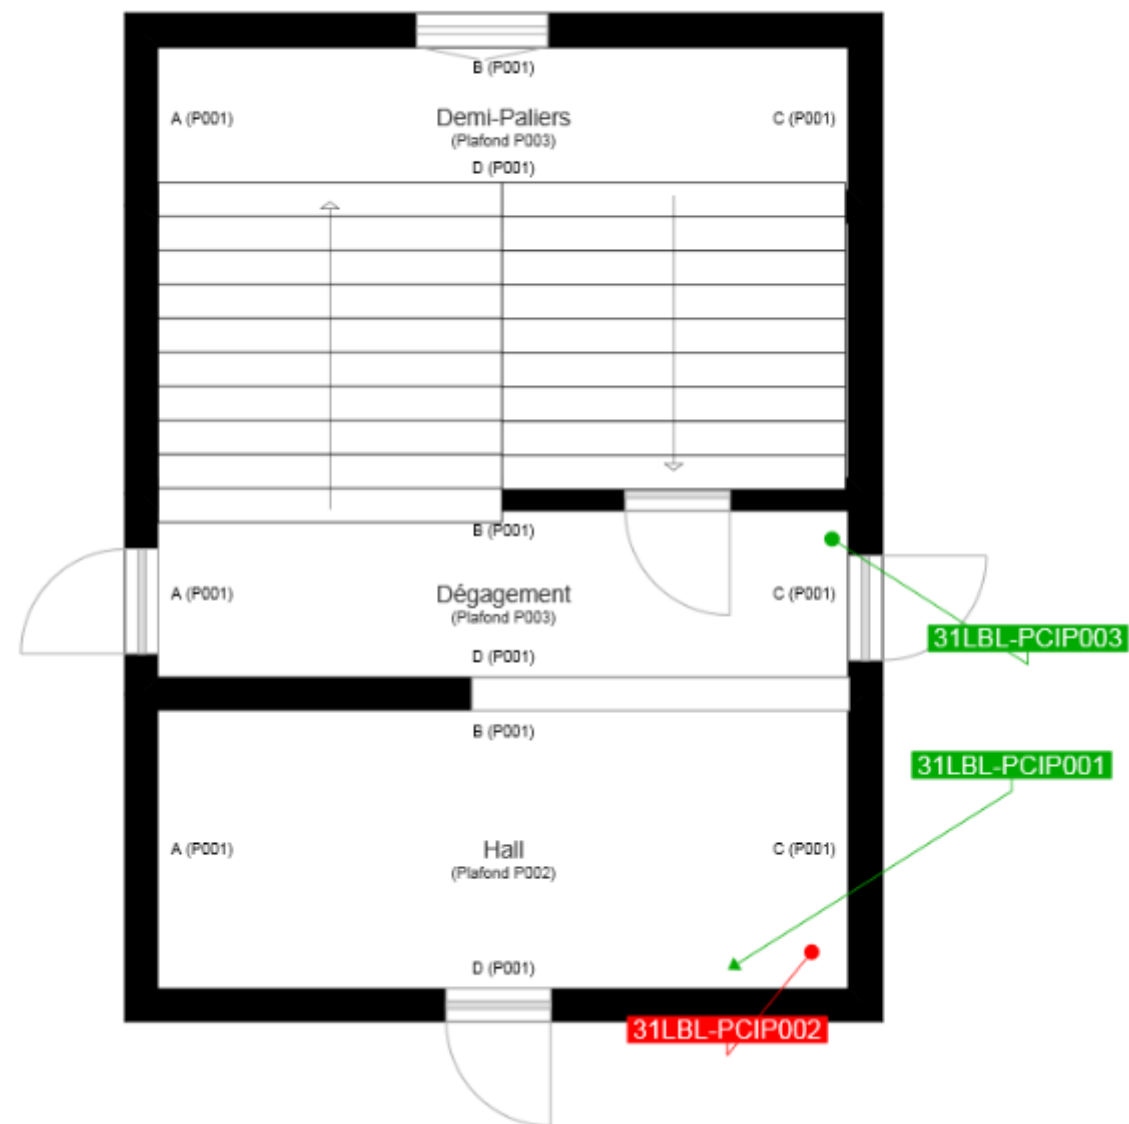 B (P001)
A (P001)
Demi-Paliers
C (P001)
(Plafond P003)
D (P001)
B (P001)
A (P001)
Dégagement
C (P001)
(Plafond P003)
31LBL-PCIP003
D (P001)
B (P001)
31LBL-PCIP001
A (P001)
Hall
C (P001)
(Plafond P002)
D (P001)
31LBL-PCIP002